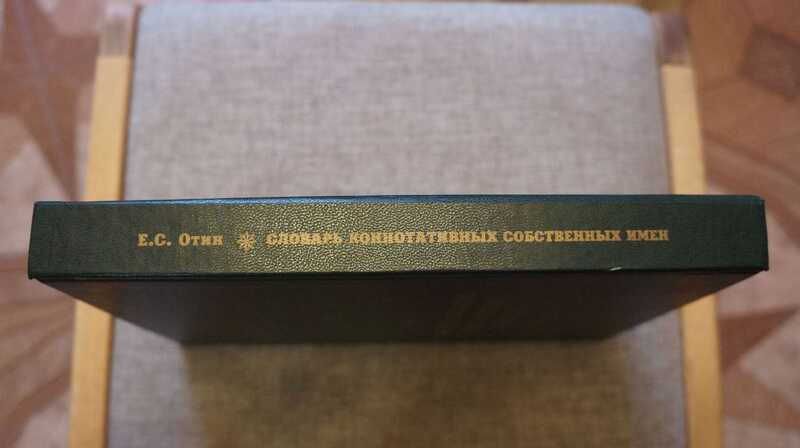 Е.С. Отин ✳ СЛОВАРЬ КОННОТАТИВНЫХ СОБСТВЕННЫХ ИМЕН